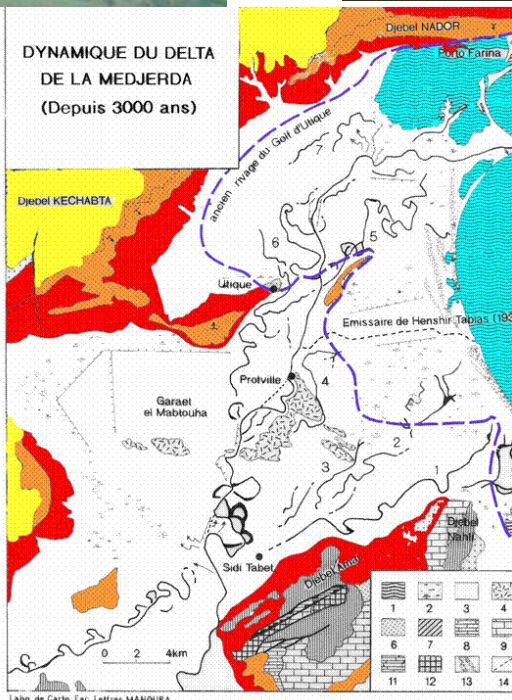 DYNAMIQUE DU DELTA
DE LA MEDJERDA
(Depuis 3000 ans)
Djebel NADOR
Porto Farina
ancien rivage du Golf d'Utique
Djebel KECHABTA
6
5
Utique
Emissaire de Henshir Tabias (193
Protville
4
Garaet
el Mabtouha
2
3
1
Djebel
Nahli
Sidi Tabet
Djebel Amar
0 2 4km
1 2 3 4
6 7 8 9
11 12 13 14
Labo de Carto Fac Lettres MANOUBA